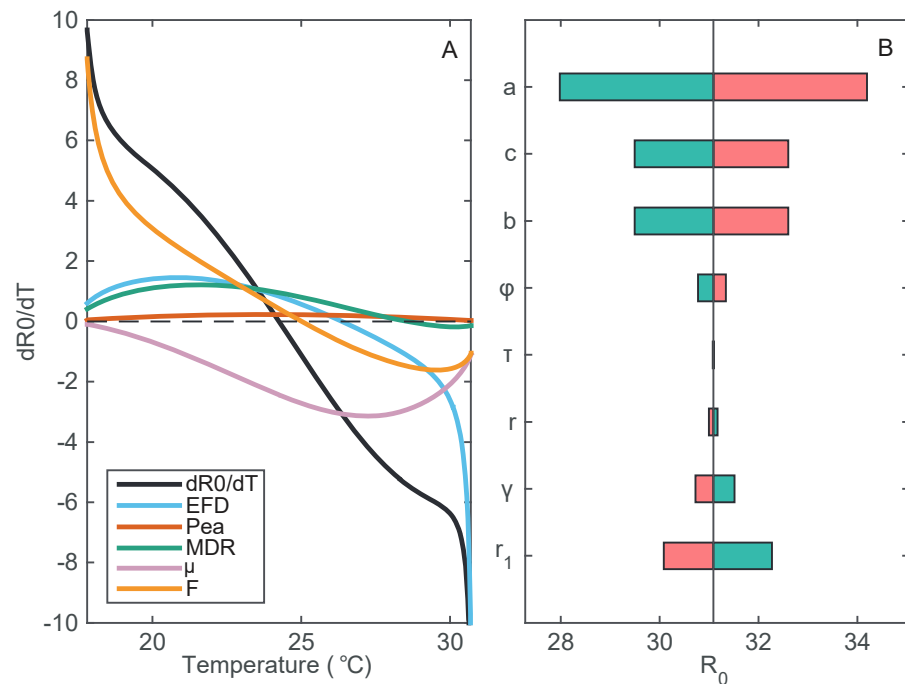 A
10
8
6
4
2
0
-2
-4
-6
-8
-10
dR0/dT
dR0/dT
EFD
Pea
MDR
μ
F
20
25
30
Temperature ( °C)
B
a
c
b
φ
τ
r
γ
r₁
28
30
32
34
R₀